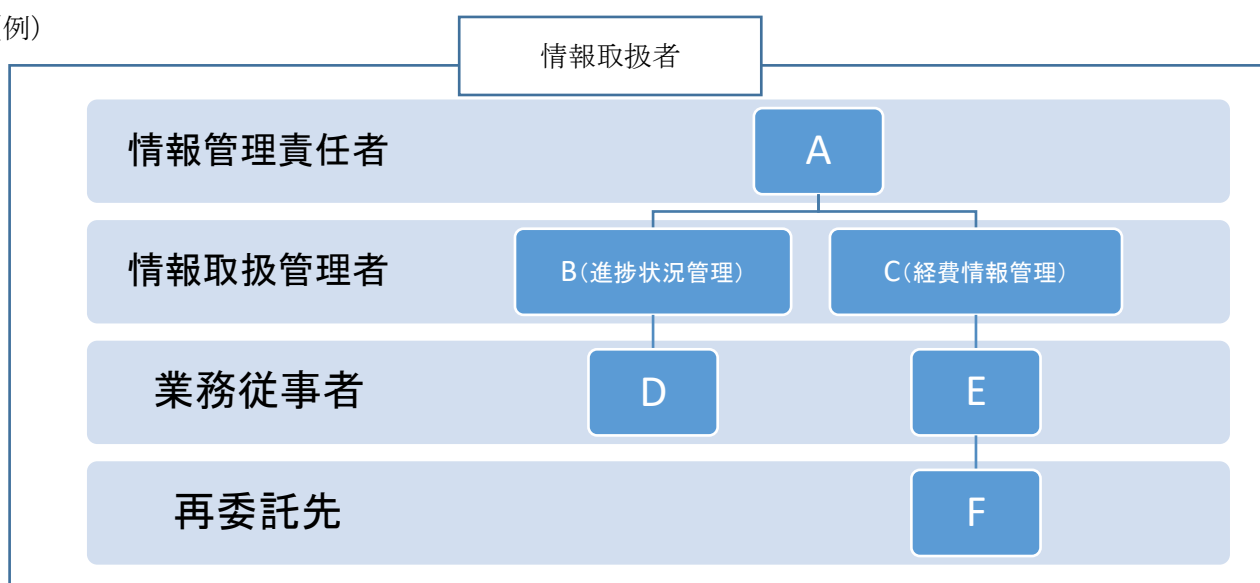 例）
情報取扱者
情報管理責任者
A
情報取扱管理者
B（進捗状況管理）
C（経費情報管理）
業務従事者
D
E
再委託先
F